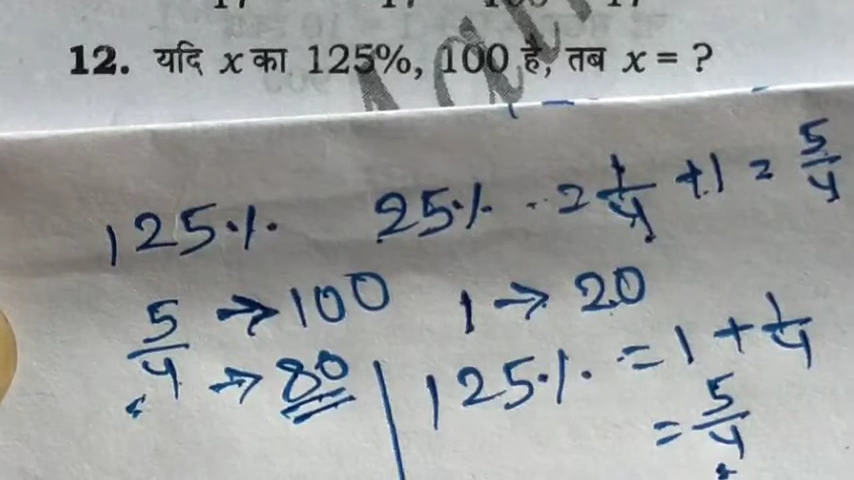 12. यदि x का 125%, 100 है, तब x = ?
125% 25% = 1/4 + 1 = 5/4
5/4 → 100 1 → 20
4 → 80 125% = 1 + 1/4
= 5/4